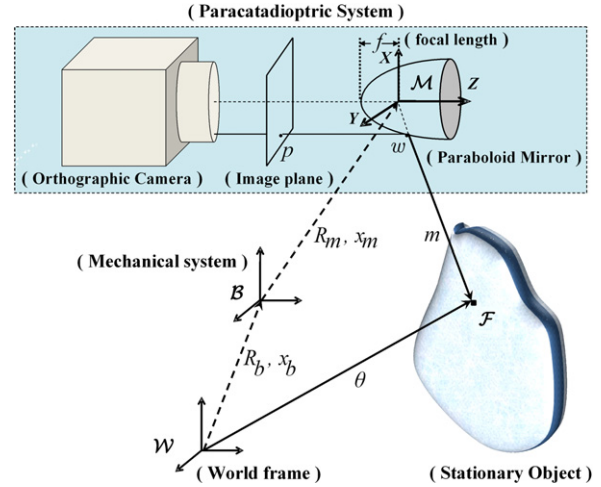 ( Paracatadioptric System )
f
( focal length )
X
M
Z
Y
p
w
( Orthographic Camera )
( Image plane )
( Paraboloid Mirror )
R_m, x_m
m
( Mechanical system )
B
F
R_b, x_b
θ
W
( World frame )
( Stationary Object )